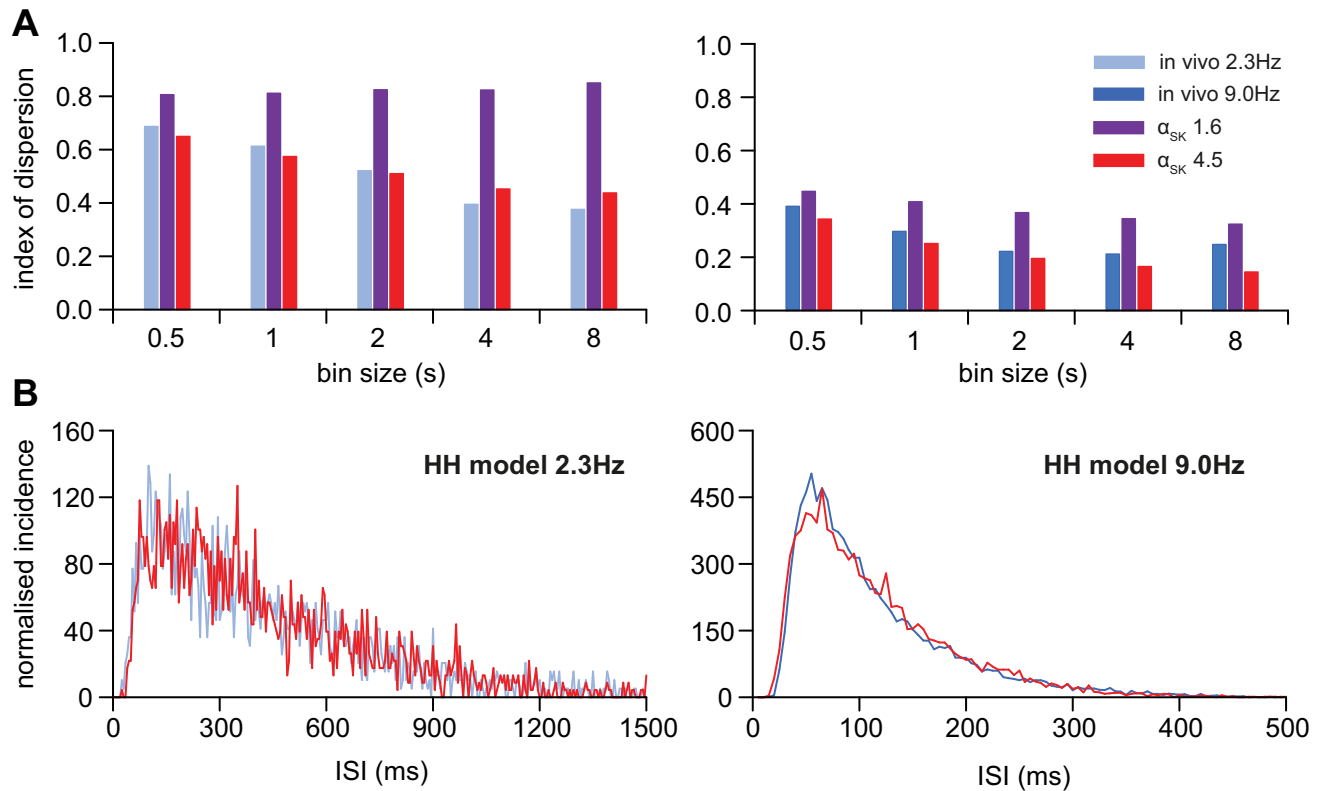 A
index of dispersion
1.0
0.8
0.6
0.4
0.2
0.0
0.5 1 2 4 8
bin size (s)
1.0
0.8
0.6
0.4
0.2
0.0
0.5 1 2 4 8
bin size (s)
in vivo 2.3Hz
in vivo 9.0Hz
αSK 1.6
αSK 4.5
B
normalised incidence
160
120
80
40
0
HH model 2.3Hz
0 300 600 900 1200 1500
ISI (ms)
600
450
300
150
0
HH model 9.0Hz
0 100 200 300 400 500
ISI (ms)